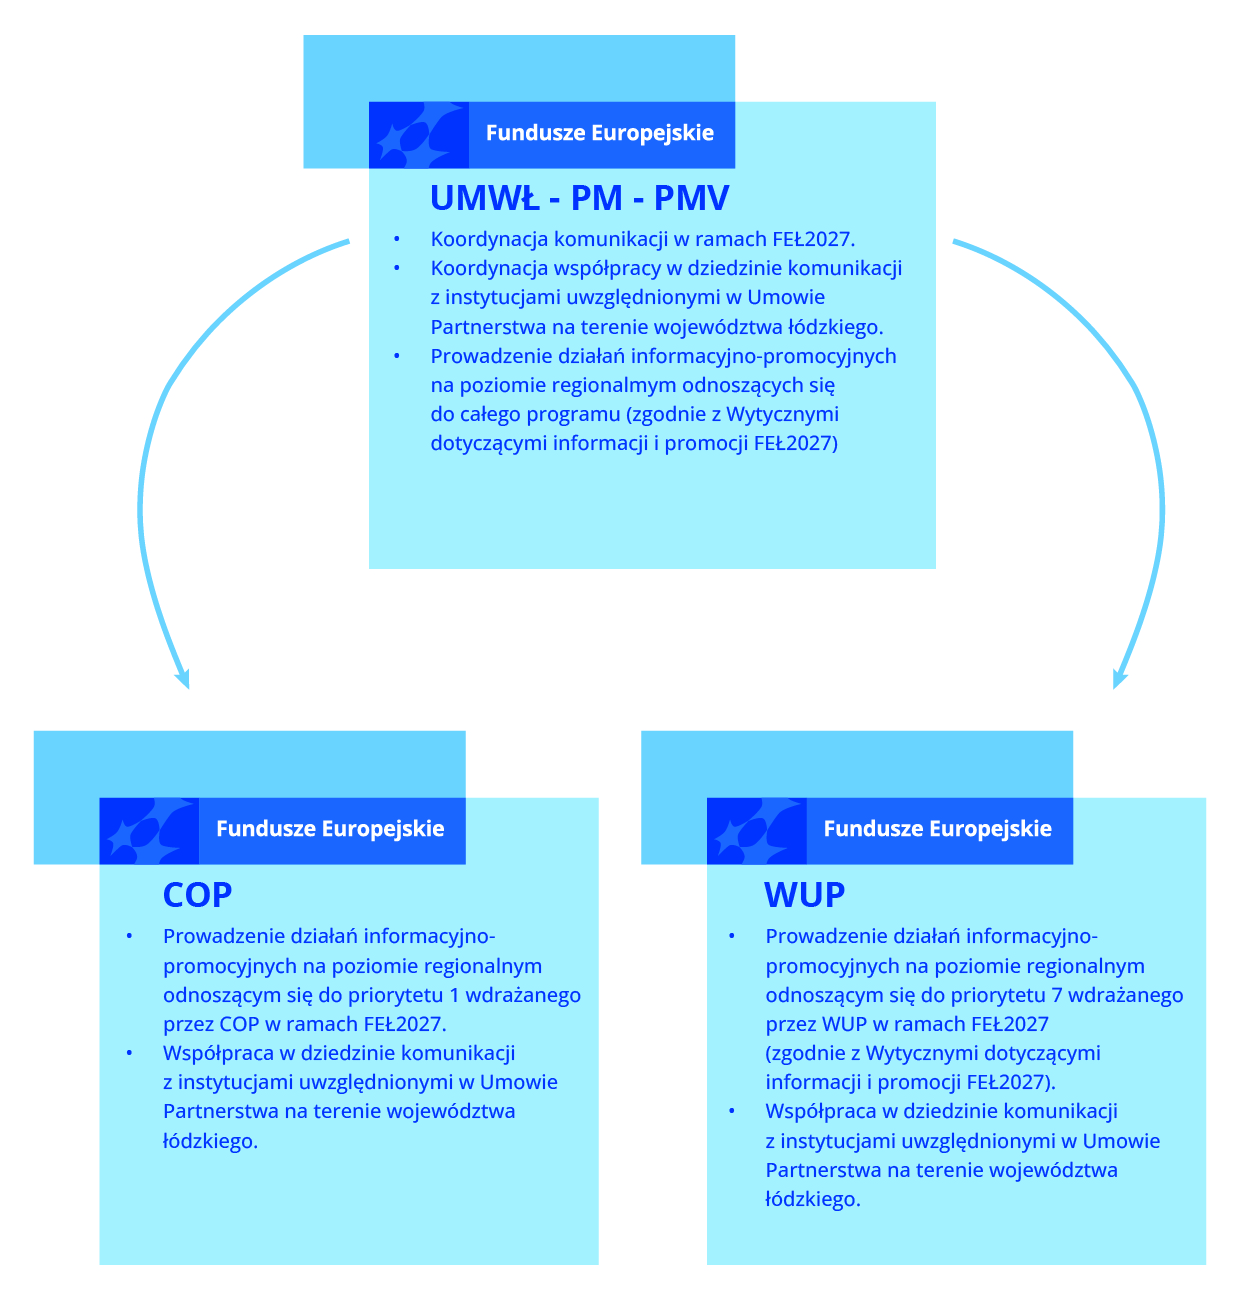 Fundusze Europejskie
UMWŁ - PM - PMV
• Koordynacja komunikacji w ramach FEŁ2027.
• Koordynacja współpracy w dziedzinie komunikacji
z instytucjami uwzględnionymi w Umowie
Partnerstwa na terenie województwa łódzkiego.
• Prowadzenie działań informacyjno-promocyjnych
na poziomie regionalmym odnoszących się
do całego programu (zgodnie z Wytycznymi
dotyczącymi informacji i promocji FEŁ2027)
Fundusze Europejskie
COP
• Prowadzenie działań informacyjno-
promocyjnych na poziomie regionalnym
odnoszącym się do priorytetu 1 wdrażanego
przez COP w ramach FEŁ2027.
• Współpraca w dziedzinie komunikacji
z instytucjami uwzględnionymi w Umowie
Partnerstwa na terenie województwa
łódzkiego.
Fundusze Europejskie
WUP
• Prowadzenie działań informacyjno-
promocyjnych na poziomie regionalnym
odnoszącym się do priorytetu 7 wdrażanego
przez WUP w ramach FEŁ2027
(zgodnie z Wytycznymi dotyczącymi
informacji i promocji FEŁ2027).
• Współpraca w dziedzinie komunikacji
z instytucjami uwzględnionymi w Umowie
Partnerstwa na terenie województwa
łódzkiego.